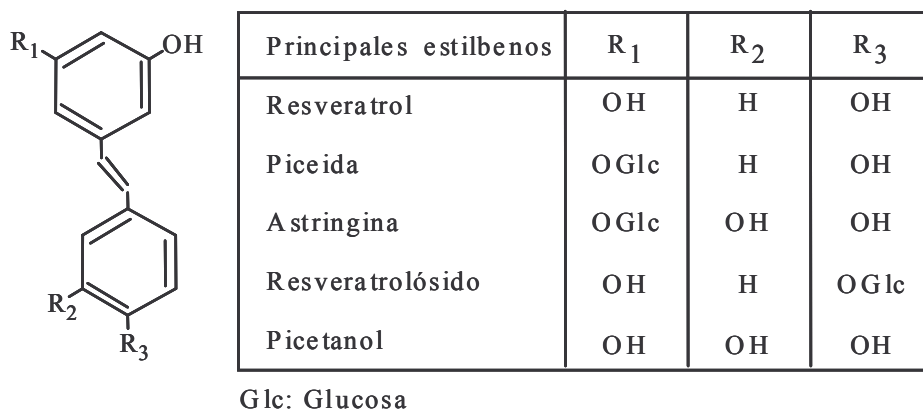 R1
OH
R2
R3
Principales estilbenos R1 R2 R3
Resveratrol OH H OH
Piceida OGlc H OH
Astringina OGlc OH OH
Resveratrolósido OH H OGlc
Picetanol OH OH OH
Glc: Glucosa